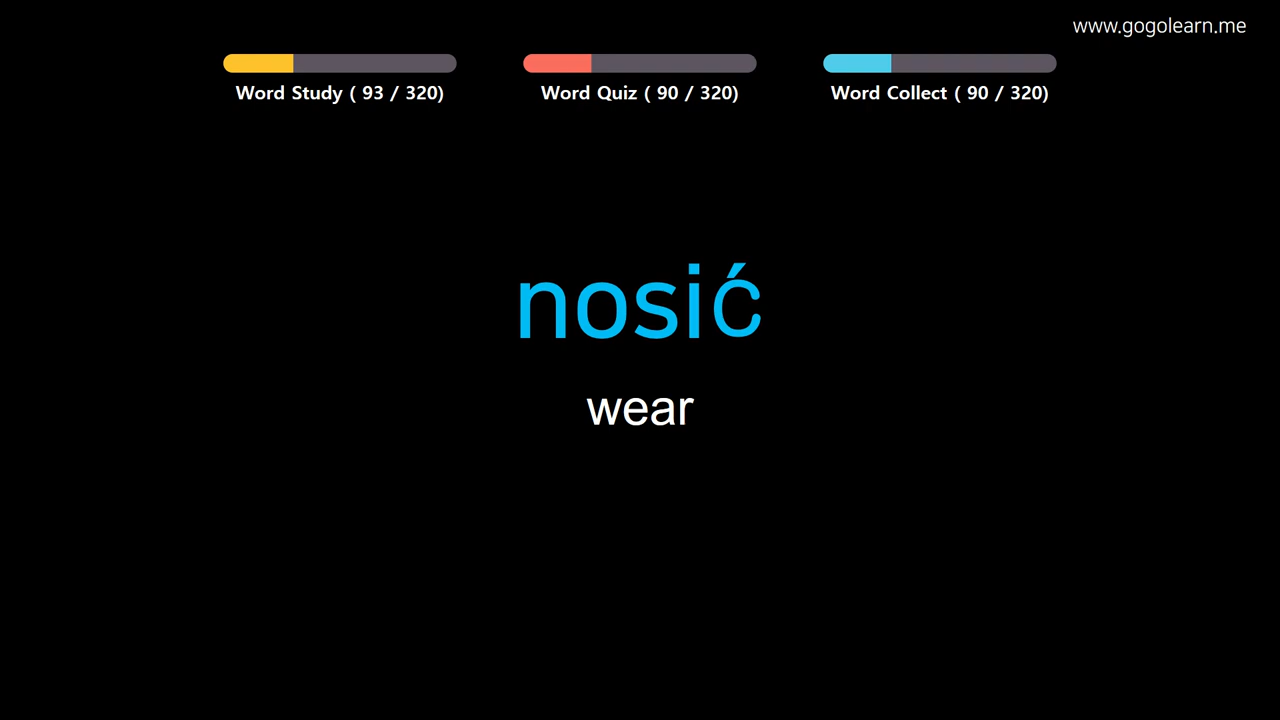 www.gogolearn.me
Word Study ( 93 / 320)
Word Quiz ( 90 / 320)
Word Collect ( 90 / 320)
nosić
wear